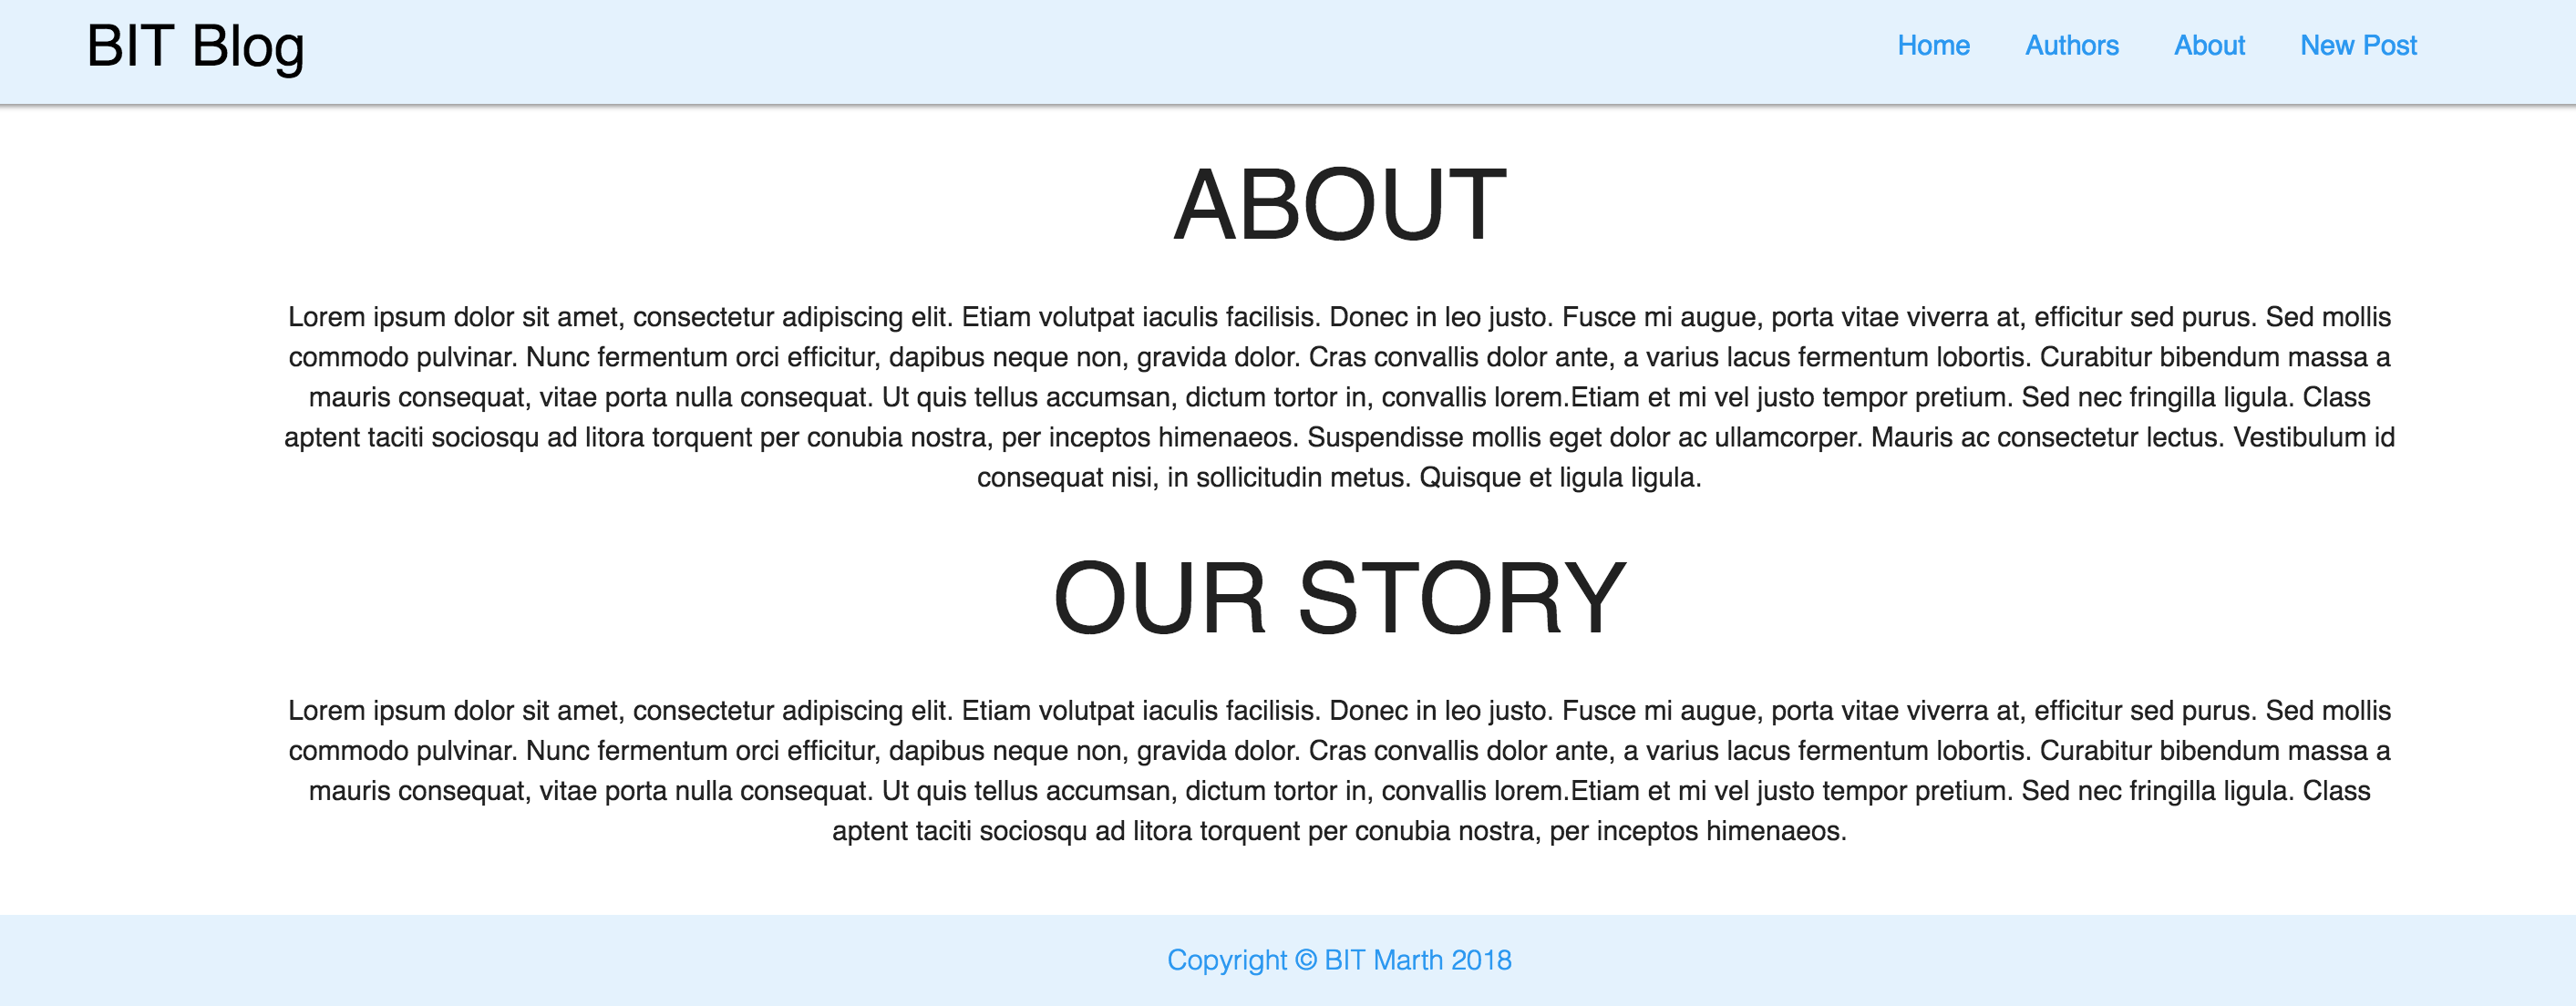 BIT Blog
Home Authors About New Post
ABOUT
Lorem ipsum dolor sit amet, consectetur adipiscing elit. Etiam volutpat iaculis facilisis. Donec in leo justo. Fusce mi augue, porta vitae viverra at, efficitur sed purus. Sed mollis
commodo pulvinar. Nunc fermentum orci efficitur, dapibus neque non, gravida dolor. Cras convallis dolor ante, a varius lacus fermentum lobortis. Curabitur bibendum massa a
mauris consequat, vitae porta nulla consequat. Ut quis tellus accumsan, dictum tortor in, convallis lorem.Etiam et mi vel justo tempor pretium. Sed nec fringilla ligula. Class
aptent taciti sociosqu ad litora torquent per conubia nostra, per inceptos himenaeos. Suspendisse mollis eget dolor ac ullamcorper. Mauris ac consectetur lectus. Vestibulum id
consequat nisi, in sollicitudin metus. Quisque et ligula ligula.
OUR STORY
Lorem ipsum dolor sit amet, consectetur adipiscing elit. Etiam volutpat iaculis facilisis. Donec in leo justo. Fusce mi augue, porta vitae viverra at, efficitur sed purus. Sed mollis
commodo pulvinar. Nunc fermentum orci efficitur, dapibus neque non, gravida dolor. Cras convallis dolor ante, a varius lacus fermentum lobortis. Curabitur bibendum massa a
mauris consequat, vitae porta nulla consequat. Ut quis tellus accumsan, dictum tortor in, convallis lorem.Etiam et mi vel justo tempor pretium. Sed nec fringilla ligula. Class
aptent taciti sociosqu ad litora torquent per conubia nostra, per inceptos himenaeos.
Copyright © BIT Marth 2018